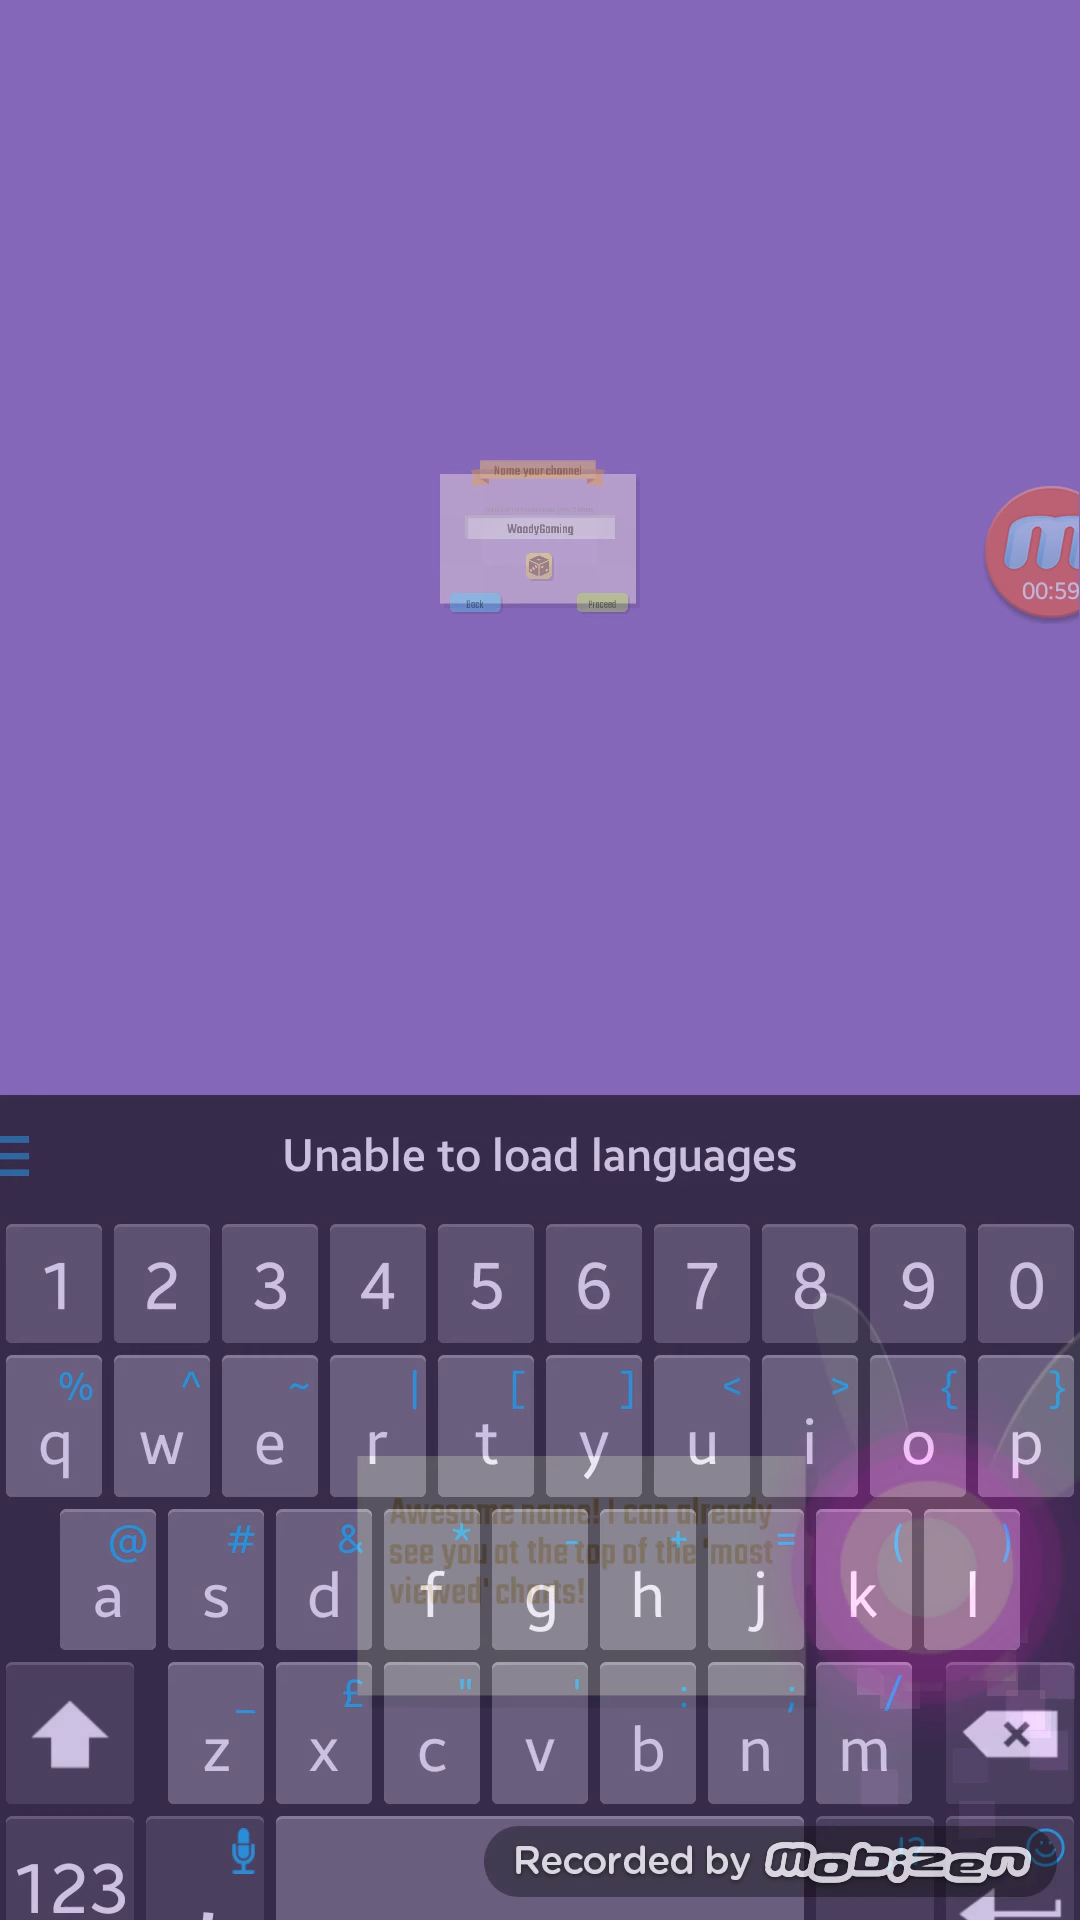 Name your channel
WoodyGaming
Back
Proceed
00:59
Unable to load languages
1 2 3 4 5 6 7 8 9 0
% ^ ~ | [ ] < > { }
q w e r t y u i o p
Awesome name! I can already
see you at the top of the 'most
viewed' charts!
@ # & * - + = ( )
a s d f g h j k l
_ £ " ' : ; /
z x c v b n m
!?
123 ,
Recorded by mobizen